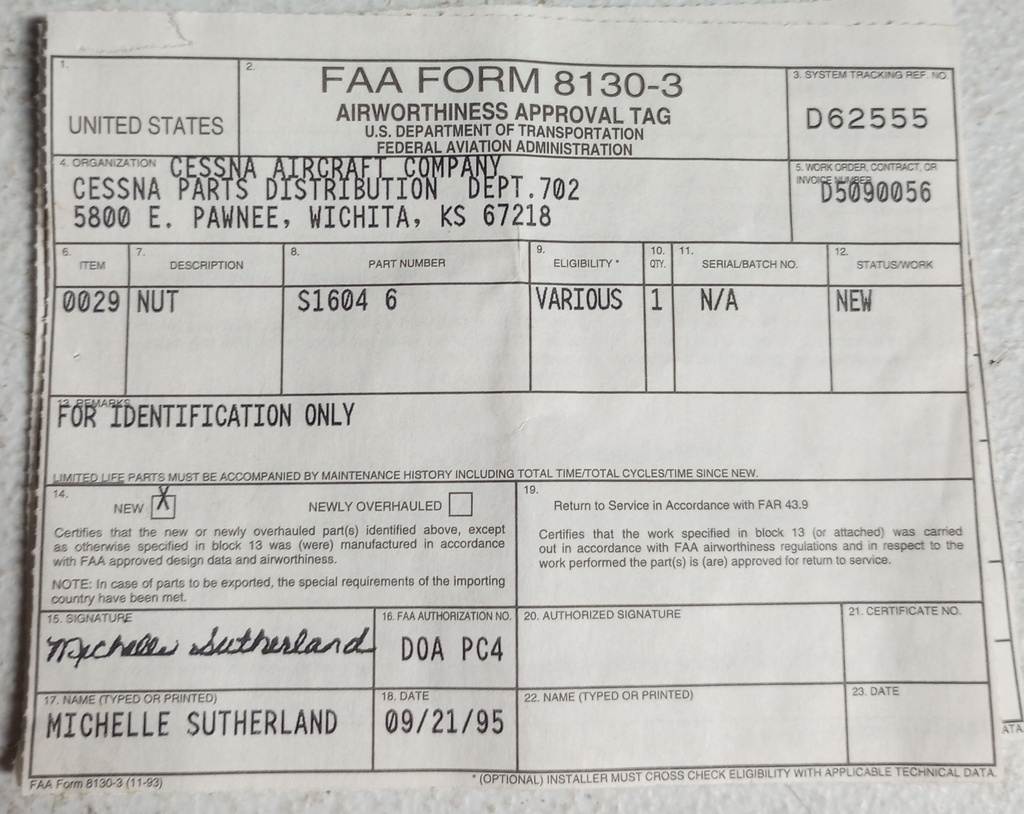 1.
UNITED STATES
2.
FAA FORM 8130-3
AIRWORTHINESS APPROVAL TAG
U.S. DEPARTMENT OF TRANSPORTATION
FEDERAL AVIATION ADMINISTRATION
3. SYSTEM TRACKING REF. NO.
D62555
4. ORGANIZATION CESSNA AIRCRAFT COMPANY
CESSNA PARTS DISTRIBUTION DEPT.702
5800 E. PAWNEE, WICHITA, KS 67218
5. WORK ORDER, CONTRACT, OR
INVOICE NUMBER
D5090056
6. ITEM
7. DESCRIPTION
8. PART NUMBER
9. ELIGIBILITY *
10. QTY.
11. SERIAL/BATCH NO.
12. STATUS/WORK
0029 NUT S1604 6 VARIOUS 1 N/A NEW
13. REMARKS
FOR IDENTIFICATION ONLY
LIMITED LIFE PARTS MUST BE ACCOMPANIED BY MAINTENANCE HISTORY INCLUDING TOTAL TIME/TOTAL CYCLES/TIME SINCE NEW.
14.
NEW X NEWLY OVERHAULED
Certifies that the new or newly overhauled part(s) identified above, except
as otherwise specified in block 13 was (were) manufactured in accordance
with FAA approved design data and airworthiness.
NOTE: In case of parts to be exported, the special requirements of the importing
country have been met.
19.
Return to Service in Accordance with FAR 43.9
Certifies that the work specified in block 13 (or attached) was carried
out in accordance with FAA airworthiness regulations and in respect to the
work performed the part(s) is (are) approved for return to service.
15. SIGNATURE
Michelle Sutherland
16. FAA AUTHORIZATION NO.
DOA PC4
20. AUTHORIZED SIGNATURE
21. CERTIFICATE NO.
17. NAME (TYPED OR PRINTED)
MICHELLE SUTHERLAND
18. DATE
09/21/95
22. NAME (TYPED OR PRINTED)
23. DATE
FAA Form 8130-3 (11-93)
* (OPTIONAL) INSTALLER MUST CROSS CHECK ELIGIBILITY WITH APPLICABLE TECHNICAL DATA.
ATA